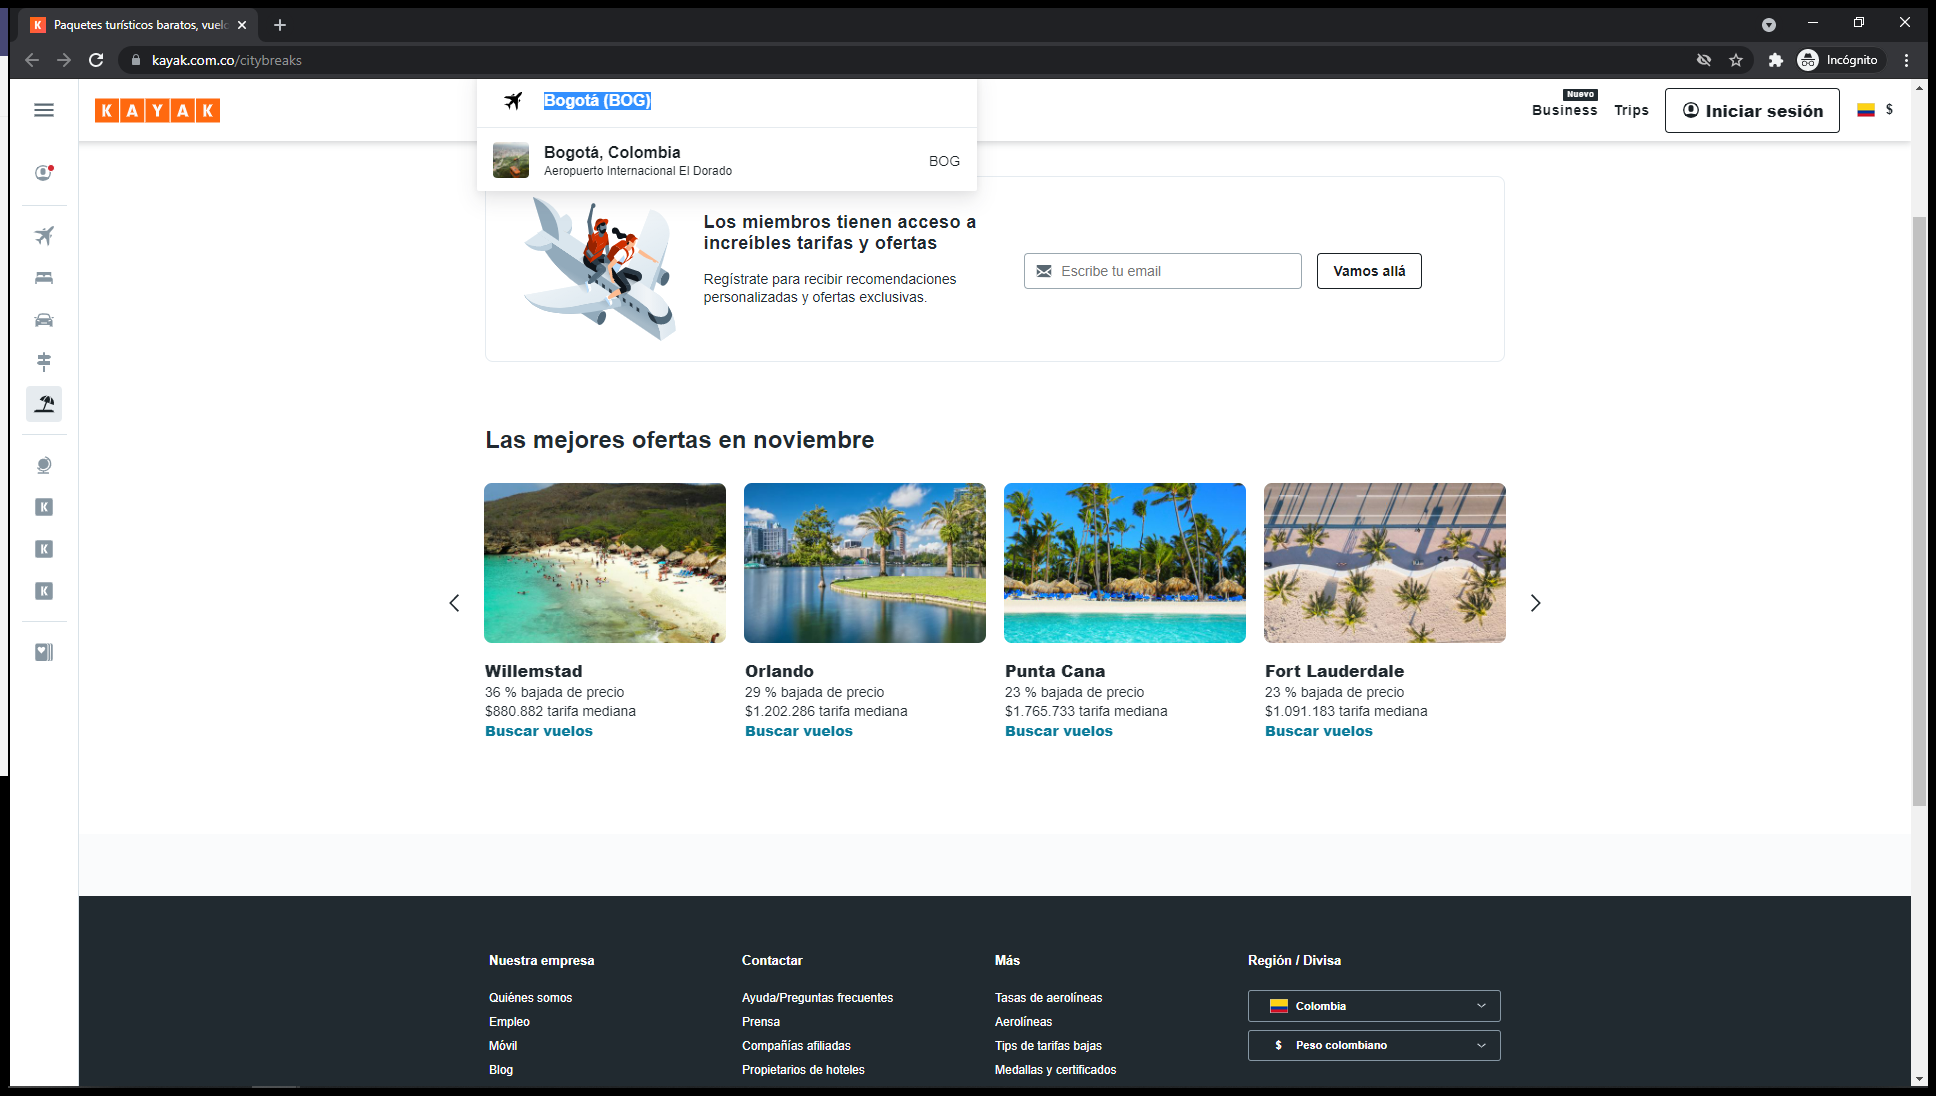 Paquetes turísticos baratos, vuel
kayak.com.co/citybreaks
Incógnito
KAYAK
Bogotá (BOG)
Nuevo
Business
Trips
Iniciar sesión
$
Bogotá, Colombia
Aeropuerto Internacional El Dorado
BOG
Los miembros tienen acceso a
increíbles tarifas y ofertas
Regístrate para recibir recomendaciones
personalizadas y ofertas exclusivas.
Escribe tu email
Vamos allá
Las mejores ofertas en noviembre
Willemstad
36 % bajada de precio
$880.882 tarifa mediana
Buscar vuelos
Orlando
29 % bajada de precio
$1.202.286 tarifa mediana
Buscar vuelos
Punta Cana
23 % bajada de precio
$1.765.733 tarifa mediana
Buscar vuelos
Fort Lauderdale
23 % bajada de precio
$1.091.183 tarifa mediana
Buscar vuelos
K
K
K
Nuestra empresa
Quiénes somos
Empleo
Móvil
Blog
Contactar
Ayuda/Preguntas frecuentes
Prensa
Compañías afiliadas
Propietarios de hoteles
Más
Tasas de aerolíneas
Aerolíneas
Tips de tarifas bajas
Medallas y certificados
Región / Divisa
Colombia
$ Peso colombiano